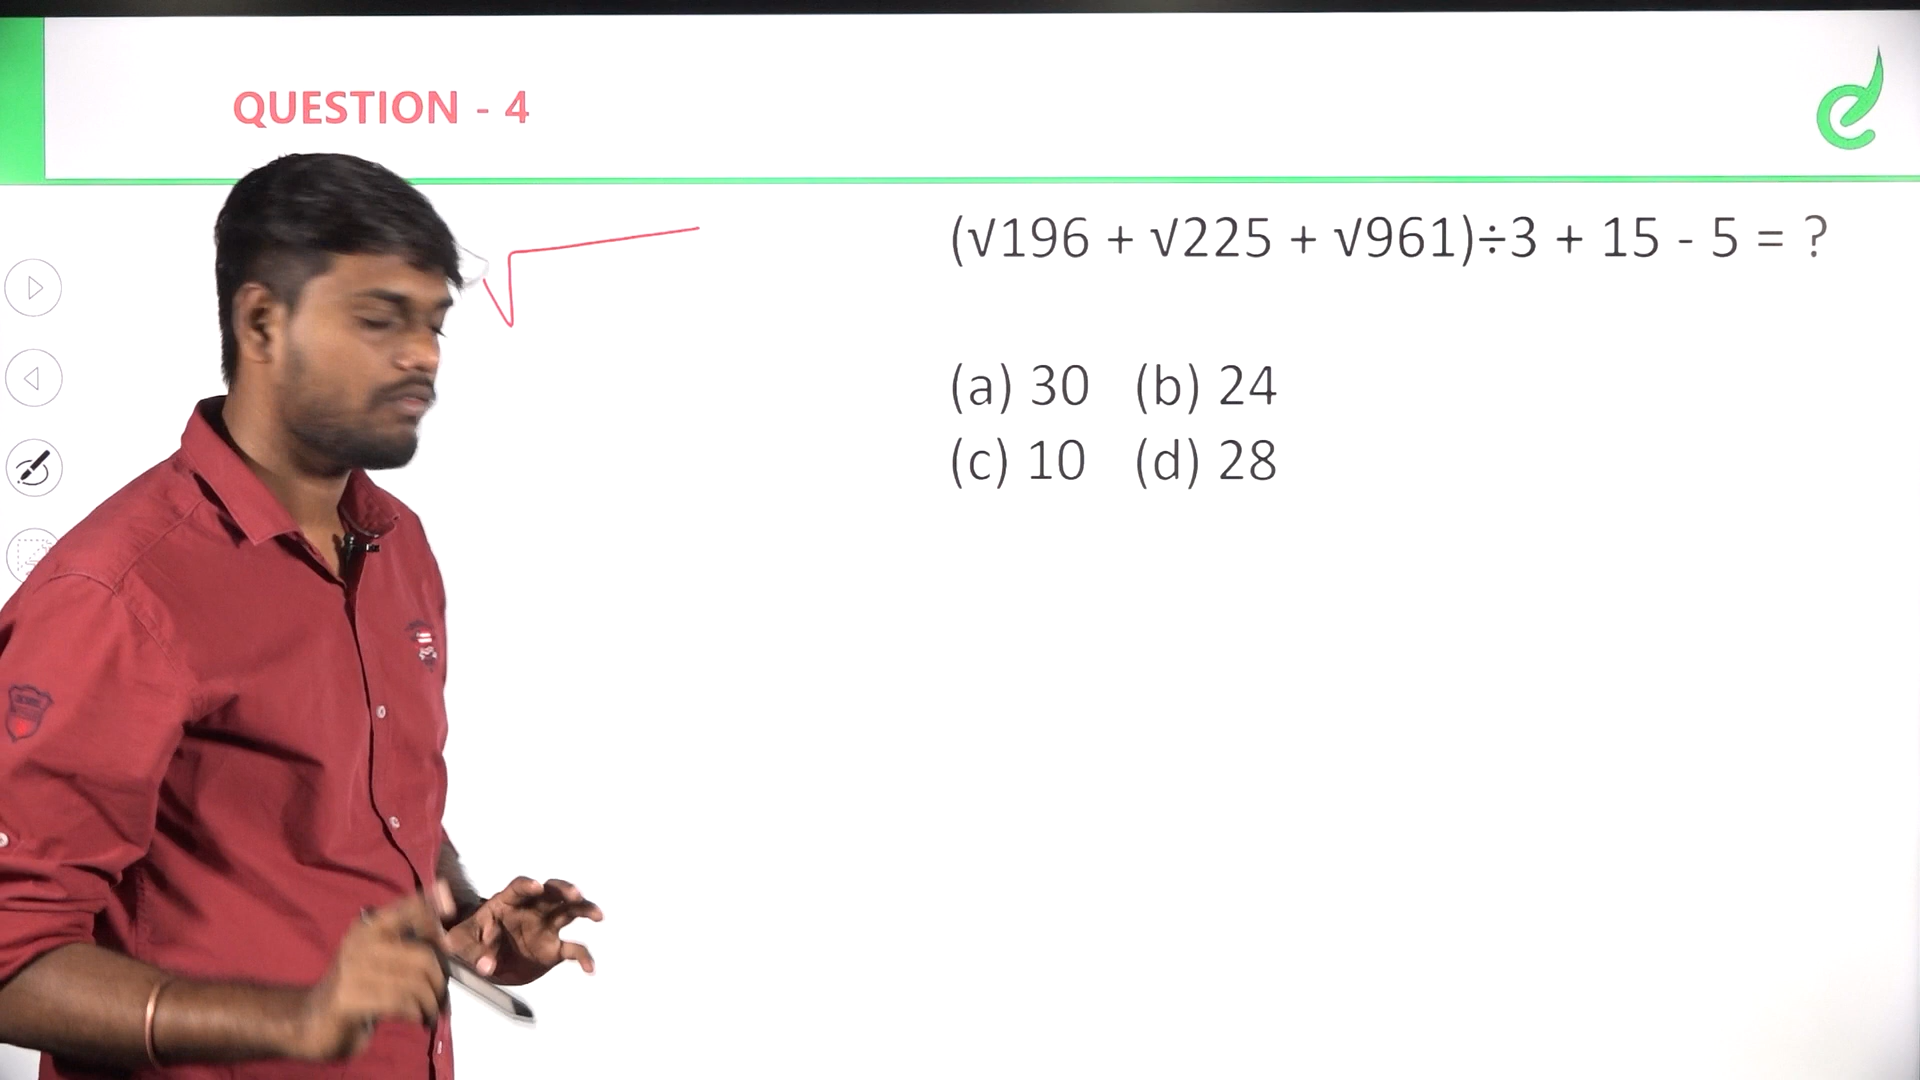 QUESTION - 4
(√196 + √225 + √961)÷3 + 15 - 5 = ?
(a) 30 (b) 24
(c) 10 (d) 28